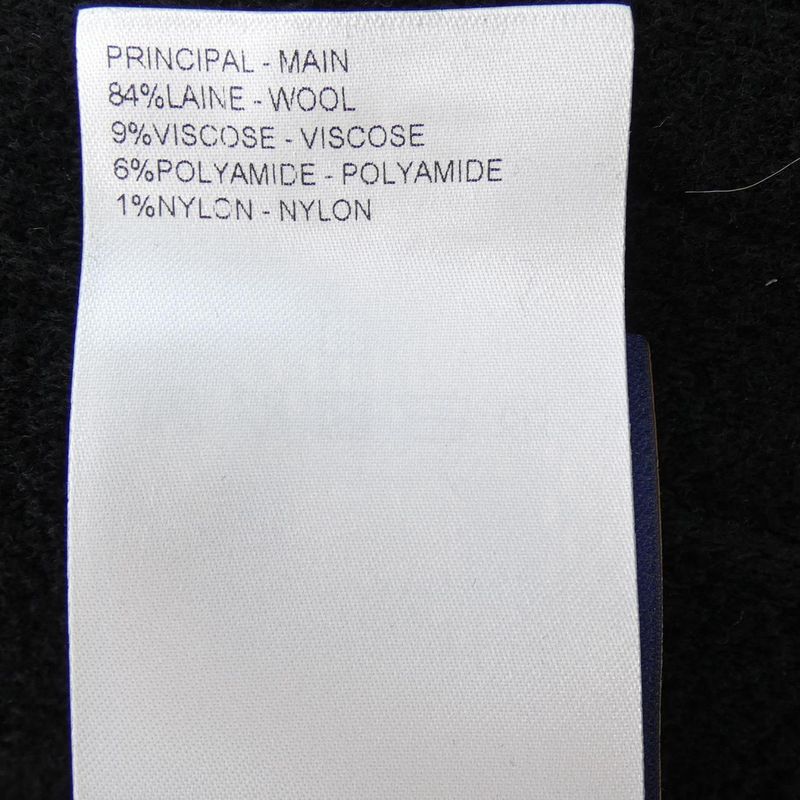 PRINCIPAL - MAIN
84%LAINE - WOOL
9%VISCOSE - VISCOSE
6%POLYAMIDE - POLYAMIDE
1%NYLON - NYLON